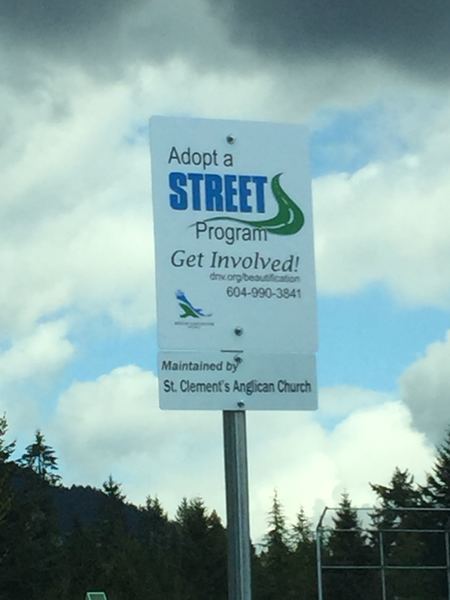 Adopt a
STREET
Program
Get Involved!
dnv.org/beautification
604-990-3841
Maintained by
St. Clement's Anglican Church